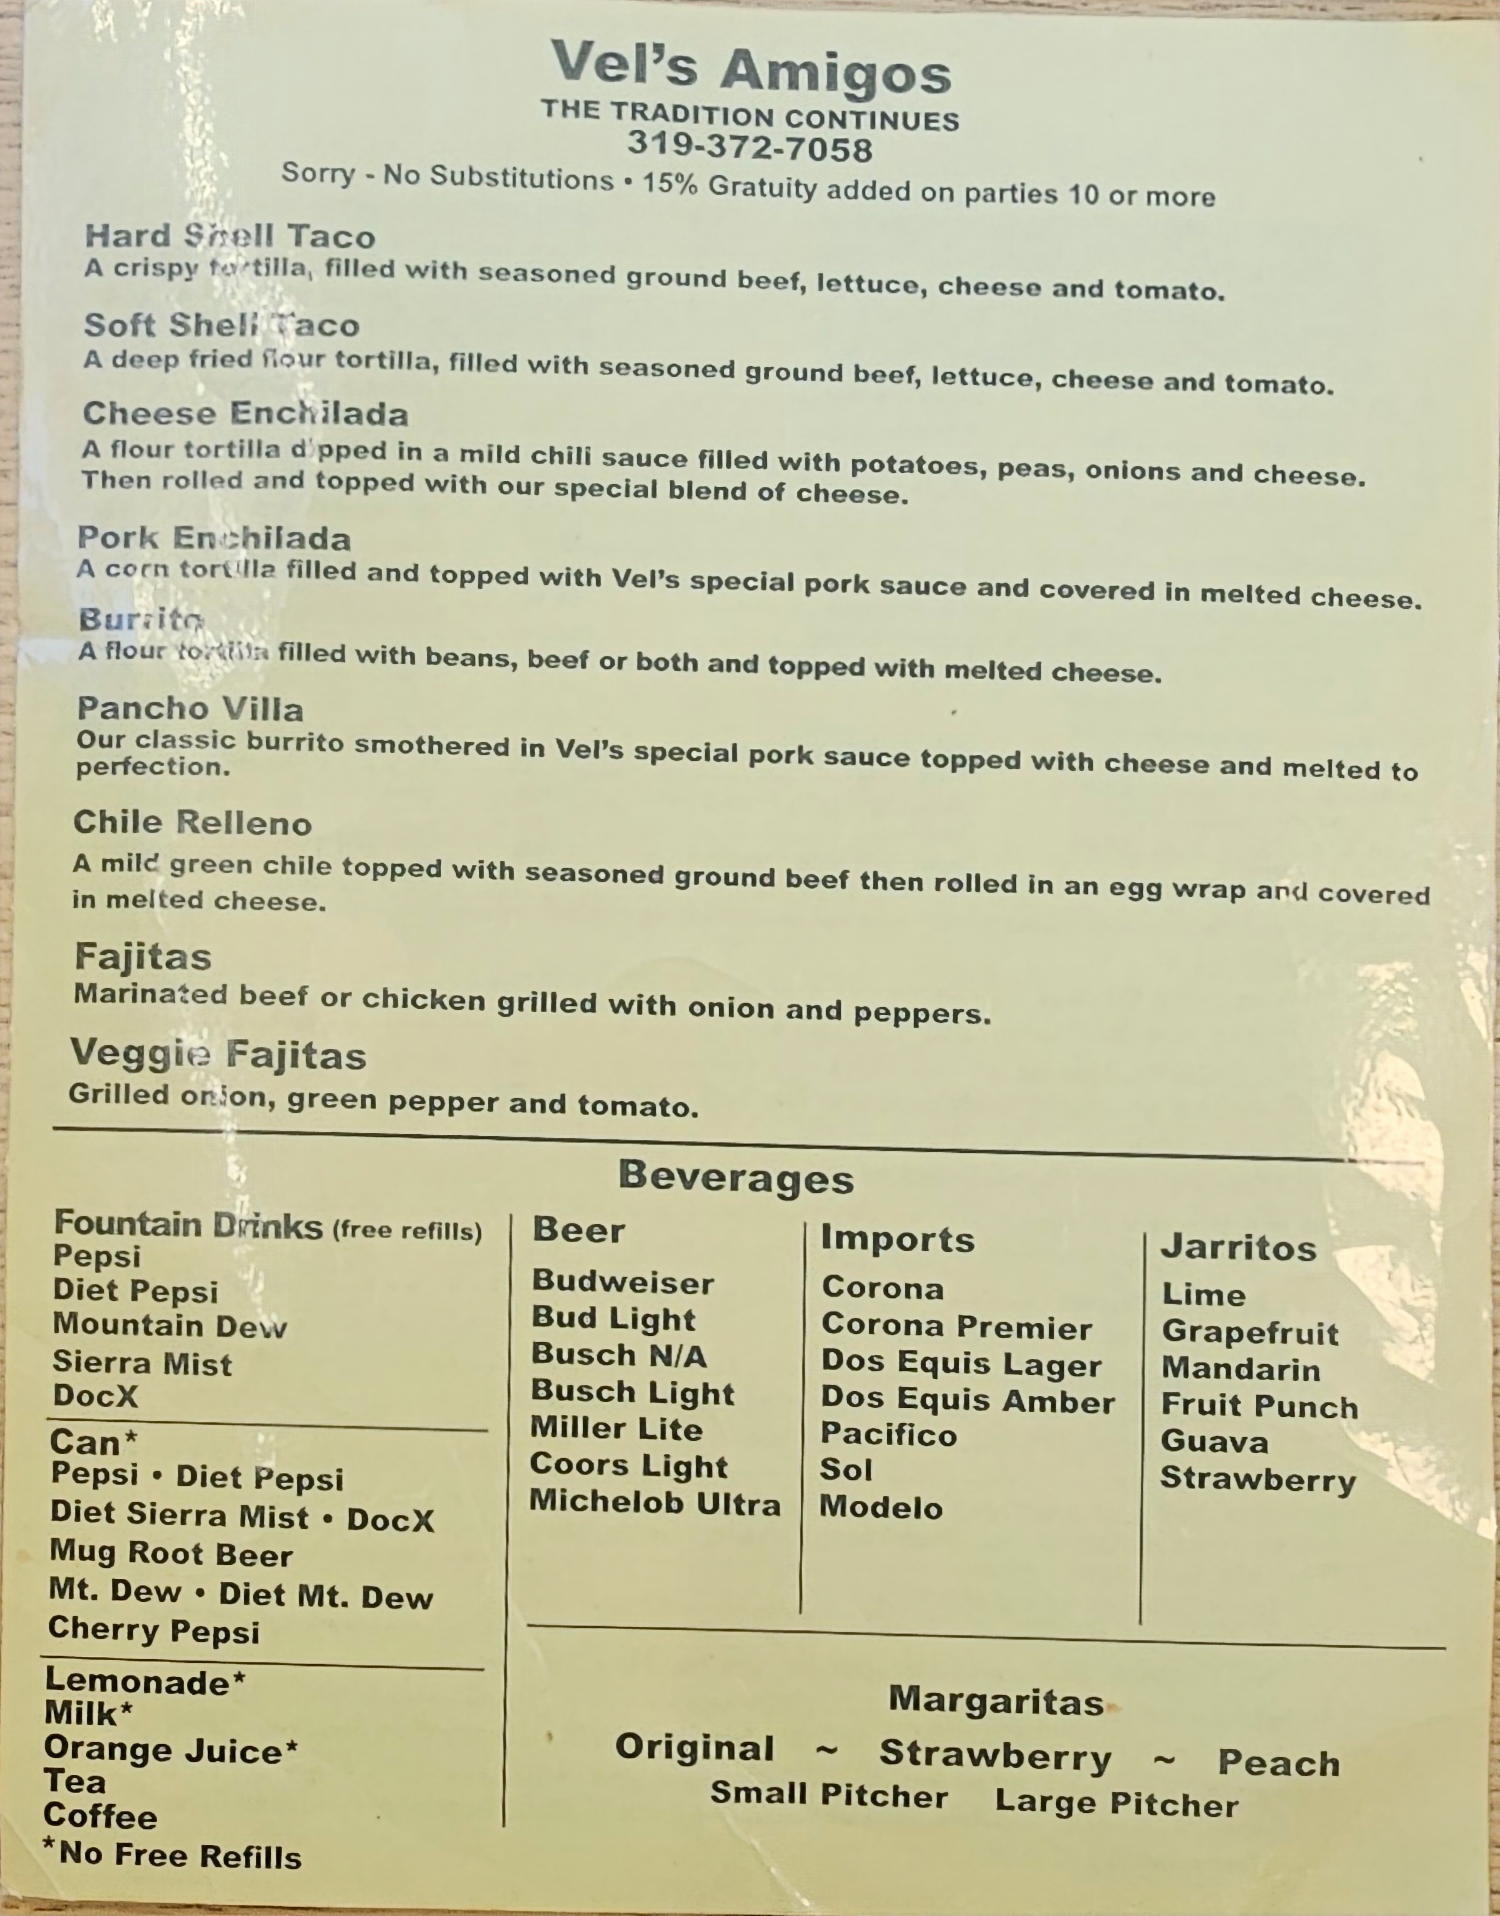 Vel's Amigos
THE TRADITION CONTINUES
319-372-7058
Sorry - No Substitutions • 15% Gratuity added on parties 10 or more
Hard Shell Taco
A crispy tortilla, filled with seasoned ground beef, lettuce, cheese and tomato.
Soft Shell Taco
A deep fried flour tortilla, filled with seasoned ground beef, lettuce, cheese and tomato.
Cheese Enchilada
A flour tortilla dipped in a mild chili sauce filled with potatoes, peas, onions and cheese.
Then rolled and topped with our special blend of cheese.
Pork Enchilada
A corn tortilla filled and topped with Vel's special pork sauce and covered in melted cheese.
Burrito
A flour tortilla filled with beans, beef or both and topped with melted cheese.
Pancho Villa
Our classic burrito smothered in Vel's special pork sauce topped with cheese and melted to
perfection.
Chile Relleno
A mild green chile topped with seasoned ground beef then rolled in an egg wrap and covered
in melted cheese.
Fajitas
Marinated beef or chicken grilled with onion and peppers.
Veggie Fajitas
Grilled onion, green pepper and tomato.
Beverages
Fountain Drinks (free refills)
Pepsi
Diet Pepsi
Mountain Dew
Sierra Mist
DocX
Can*
Pepsi • Diet Pepsi
Diet Sierra Mist • DocX
Mug Root Beer
Mt. Dew • Diet Mt. Dew
Cherry Pepsi
Lemonade*
Milk*
Orange Juice*
Tea
Coffee
*No Free Refills
Beer
Budweiser
Bud Light
Busch N/A
Busch Light
Miller Lite
Coors Light
Michelob Ultra
Imports
Corona
Corona Premier
Dos Equis Lager
Dos Equis Amber
Pacifico
Sol
Modelo
Jarritos
Lime
Grapefruit
Mandarin
Fruit Punch
Guava
Strawberry
Margaritas
Original ~ Strawberry ~ Peach
Small Pitcher Large Pitcher